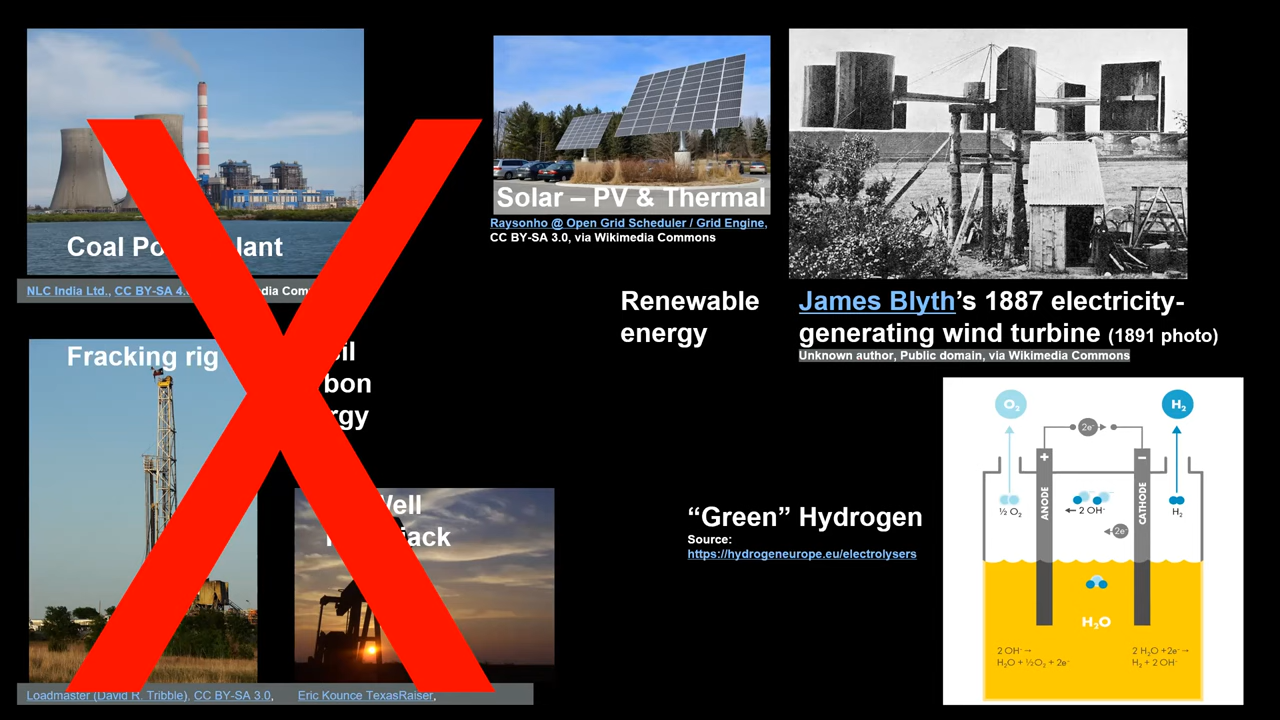 Coal Po lant
NLC India Ltd., CC BY-SA 4. dia Com
Fracking rig
il
bon
rgy
ell
jack
Loadmaster (David R. Tribble), CC BY-SA 3.0,
Eric Kounce TexasRaiser,
Solar – PV & Thermal
Raysonho @ Open Grid Scheduler / Grid Engine,
CC BY-SA 3.0, via Wikimedia Commons
Renewable
energy
James Blyth’s 1887 electricity-
generating wind turbine (1891 photo)
Unknown author, Public domain, via Wikimedia Commons
“Green” Hydrogen
Source:
https://hydrogeneurope.eu/electrolysers
O₂
H₂
2e⁻
+
−
ANODE
CATHODE
½ O₂
2 OH⁻
H₂
2e⁻
H₂O
2 OH⁻ →
H₂O + ½O₂ + 2e⁻
2 H₂O +2e⁻ →
H₂ + 2 OH⁻